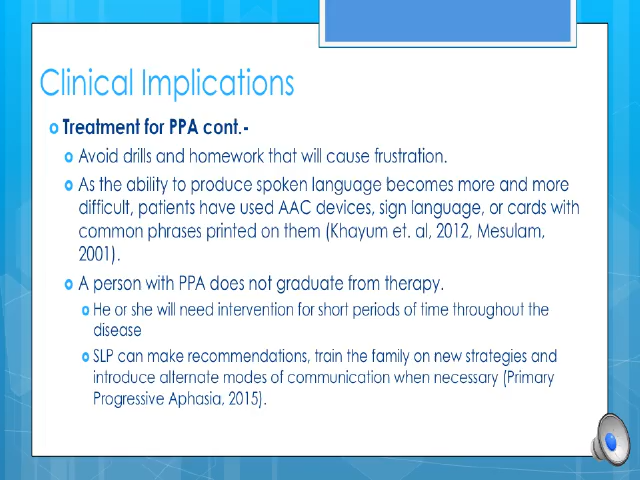 Clinical Implications
Treatment for PPA cont.-
Avoid drills and homework that will cause frustration.
As the ability to produce spoken language becomes more and more
difficult, patients have used AAC devices, sign language, or cards with
common phrases printed on them (Khayum et. al, 2012, Mesulam,
2001).
A person with PPA does not graduate from therapy.
He or she will need intervention for short periods of time throughout the
disease
SLP can make recommendations, train the family on new strategies and
introduce alternate modes of communication when necessary (Primary
Progressive Aphasia, 2015).